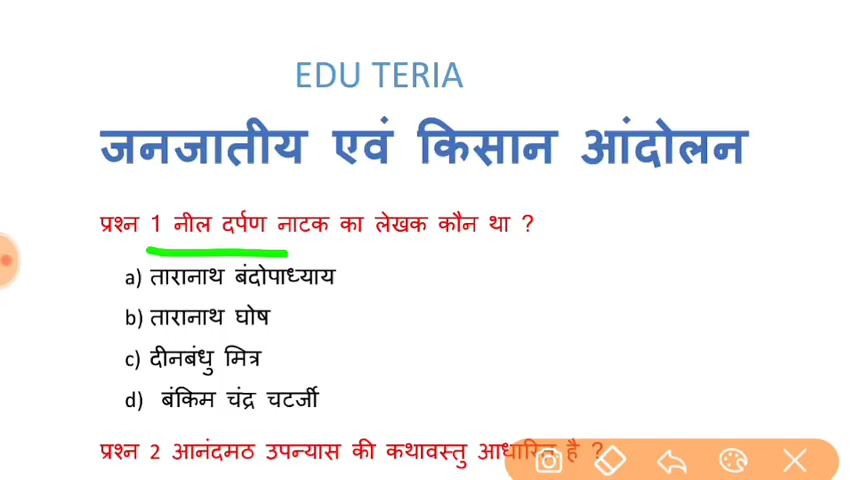 EDU TERIA
जनजातीय एवं किसान आंदोलन
प्रश्न 1 नील दर्पण नाटक का लेखक कौन था ?
a) तारानाथ बंदोपाध्याय
b) तारानाथ घोष
c) दीनबंधु मित्र
d) बंकिम चंद्र चटर्जी
प्रश्न 2 आनंदमठ उपन्यास की कथावस्तु आधारित है ?